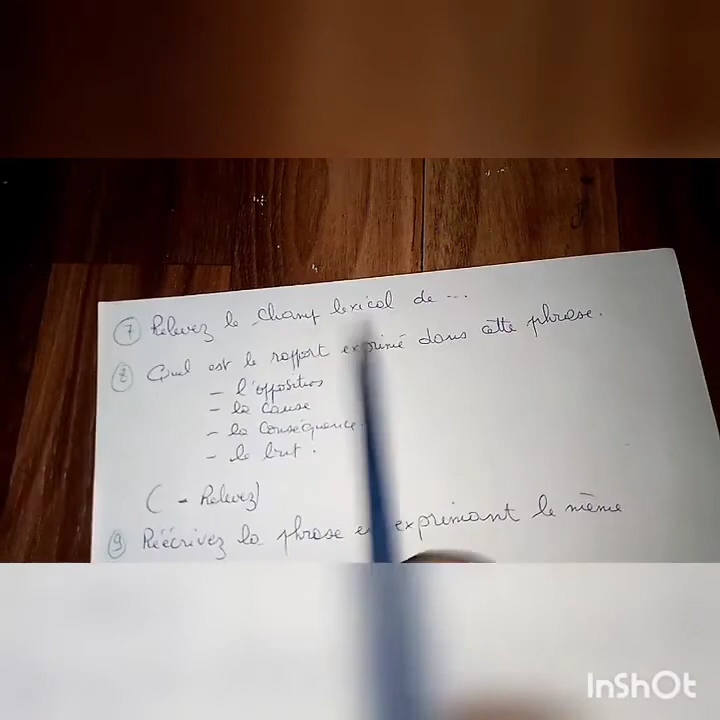 7 Relevez le champ lexical de ...
8 Quel est le rapport exprimé dans cette phrase.
- l'opposition
- la cause
- la conséquence.
- le but.
( - Relevez)
9 Réécrivez la phrase en exprimant le même
InShOt